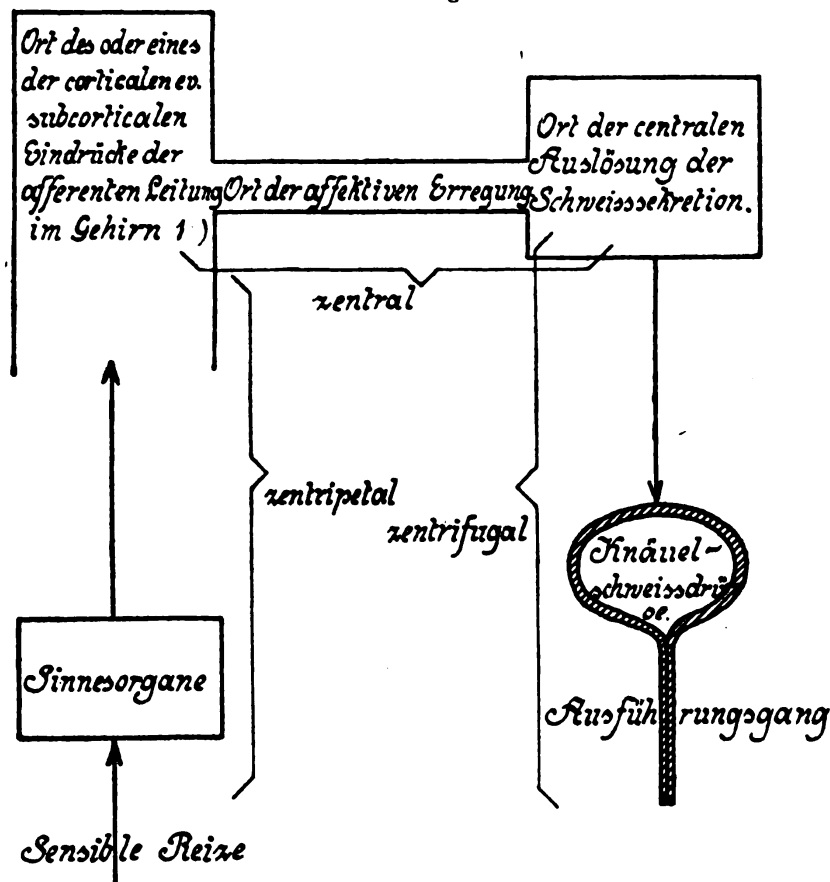 Ort des oder eines
der corticalen ev.
subcorticalen
Eindrücke der
afferenten Leitung
im Gehirn 1)
Ort der affektiven Erregung
Ort der centralen
Auslösung der
Schweisssekretion.
zentral
zentripetal
zentrifugal
Knäuel-
schweissdrü
se.
Sinnesorgane
Ausführungsgang
Sensible Reize